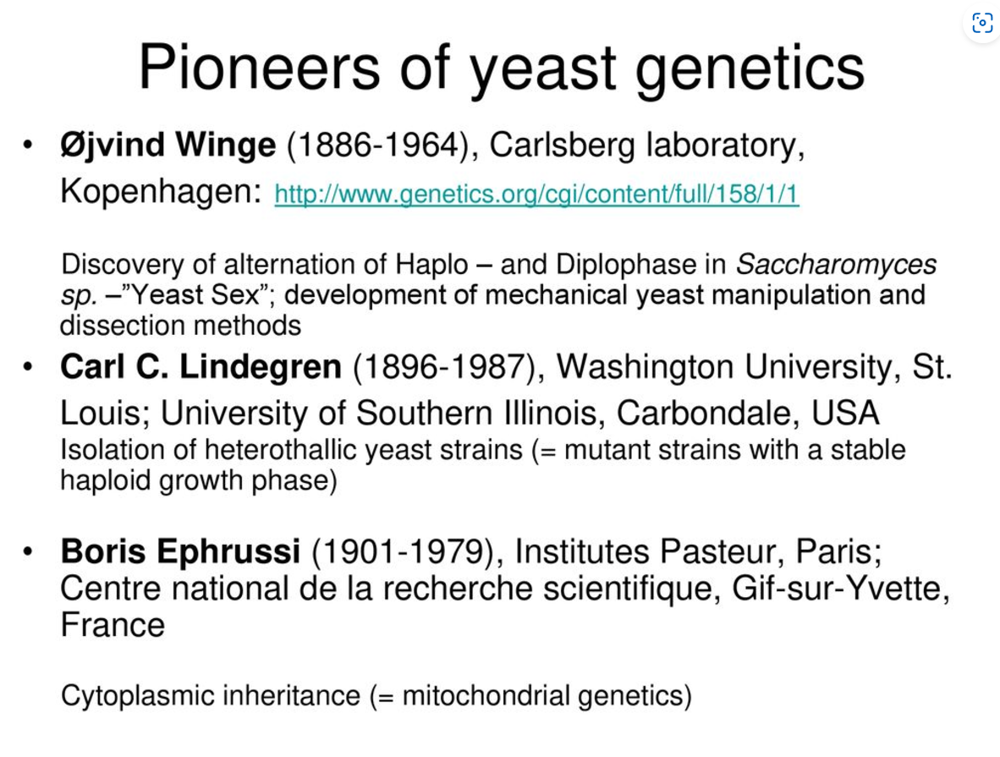 Pioneers of yeast genetics
• Øjvind Winge (1886-1964), Carlsberg laboratory,
Kopenhagen: http://www.genetics.org/cgi/content/full/158/1/1
Discovery of alternation of Haplo – and Diplophase in Saccharomyces
sp. –”Yeast Sex”; development of mechanical yeast manipulation and
dissection methods
• Carl C. Lindegren (1896-1987), Washington University, St.
Louis; University of Southern Illinois, Carbondale, USA
Isolation of heterothallic yeast strains (= mutant strains with a stable
haploid growth phase)
• Boris Ephrussi (1901-1979), Institutes Pasteur, Paris;
Centre national de la recherche scientifique, Gif-sur-Yvette,
France
Cytoplasmic inheritance (= mitochondrial genetics)